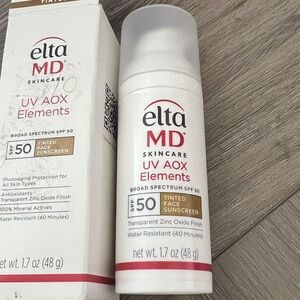 TINTED
elta
MD®
SKINCARE
UV AOX
Elements
BROAD SPECTRUM SPF 50
SPF 50
TINTED
FACE
SUNSCREEN
Photoaging Protection for
All Skin Types
Antioxidants
Transparent Zinc Oxide Finish
100% Mineral Actives
Water Resistant (40 Minutes)
net wt. 1.7 oz (48 g)
elta
MD®
SKINCARE
UV AOX
Elements
BROAD SPECTRUM SPF 50
SPF 50
TINTED
FACE
SUNSCREEN
Transparent Zinc Oxide Finish
Water Resistant (40 Minutes)
net wt. 1.7 oz (48 g)